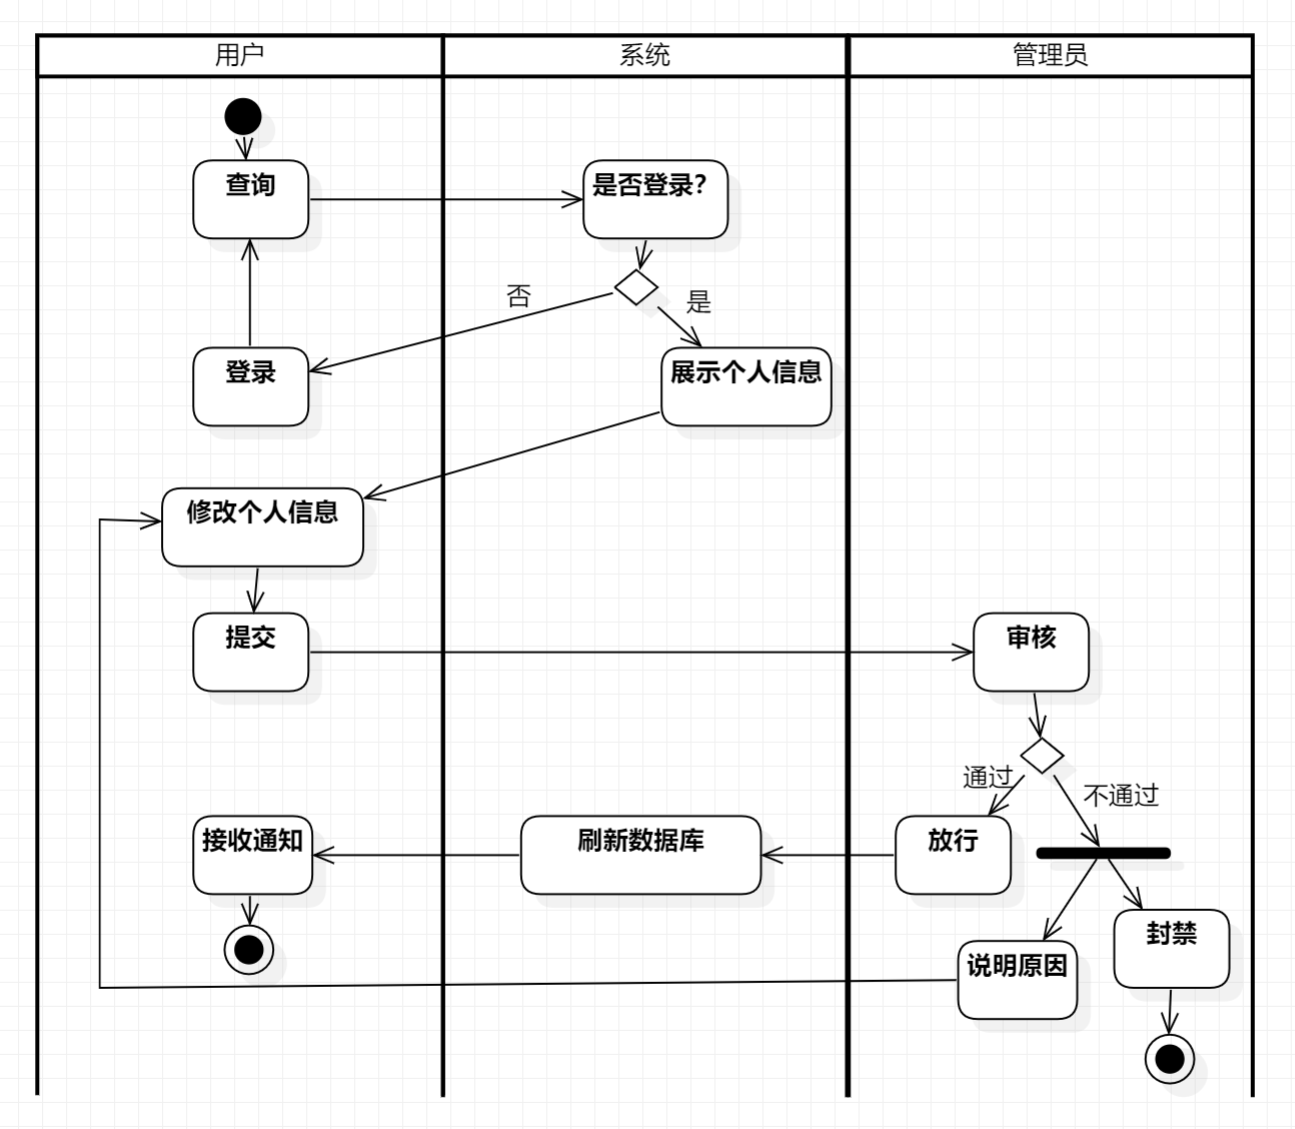 用户
系统
管理员
查询
是否登录？
否
是
登录
展示个人信息
修改个人信息
提交
审核
通过
不通过
接收通知
刷新数据库
放行
封禁
说明原因